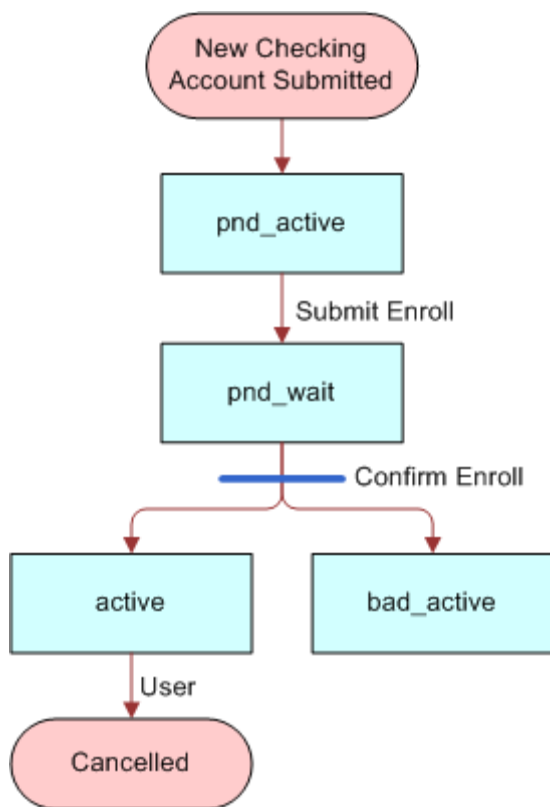 New Checking
Account Submitted
pnd_active
Submit Enroll
pnd_wait
Confirm Enroll
active
bad_active
User
Cancelled